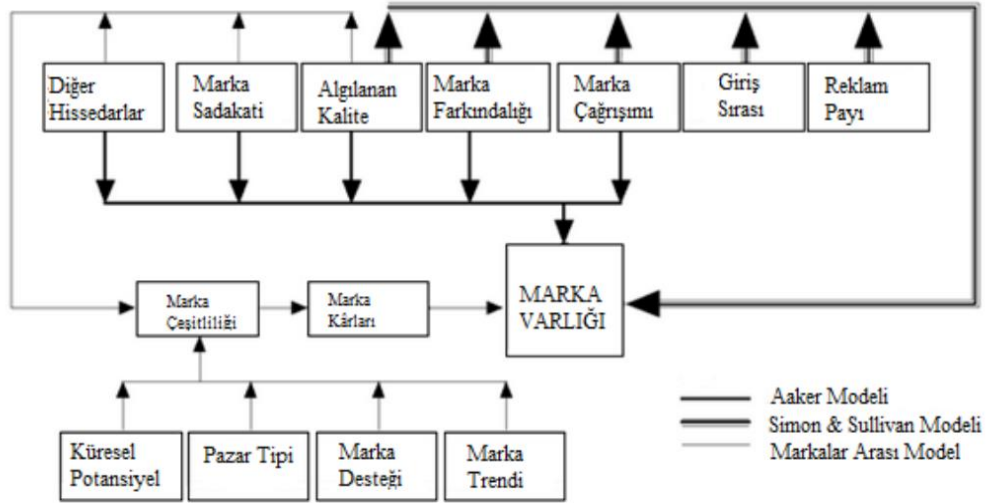 Diğer
Hissedarlar
Marka
Sadakati
Algılanan
Kalite
Marka
Farkındalığı
Marka
Çağrışımı
Giriş
Sırası
Reklam
Payı
Marka
Çeşitliliği
Marka
Kârları
MARKA
VARLIĞI
Küresel
Potansiyel
Pazar Tipi
Marka
Desteği
Marka
Trendi
Aaker Modeli
Simon & Sullivan Modeli
Markalar Arası Model